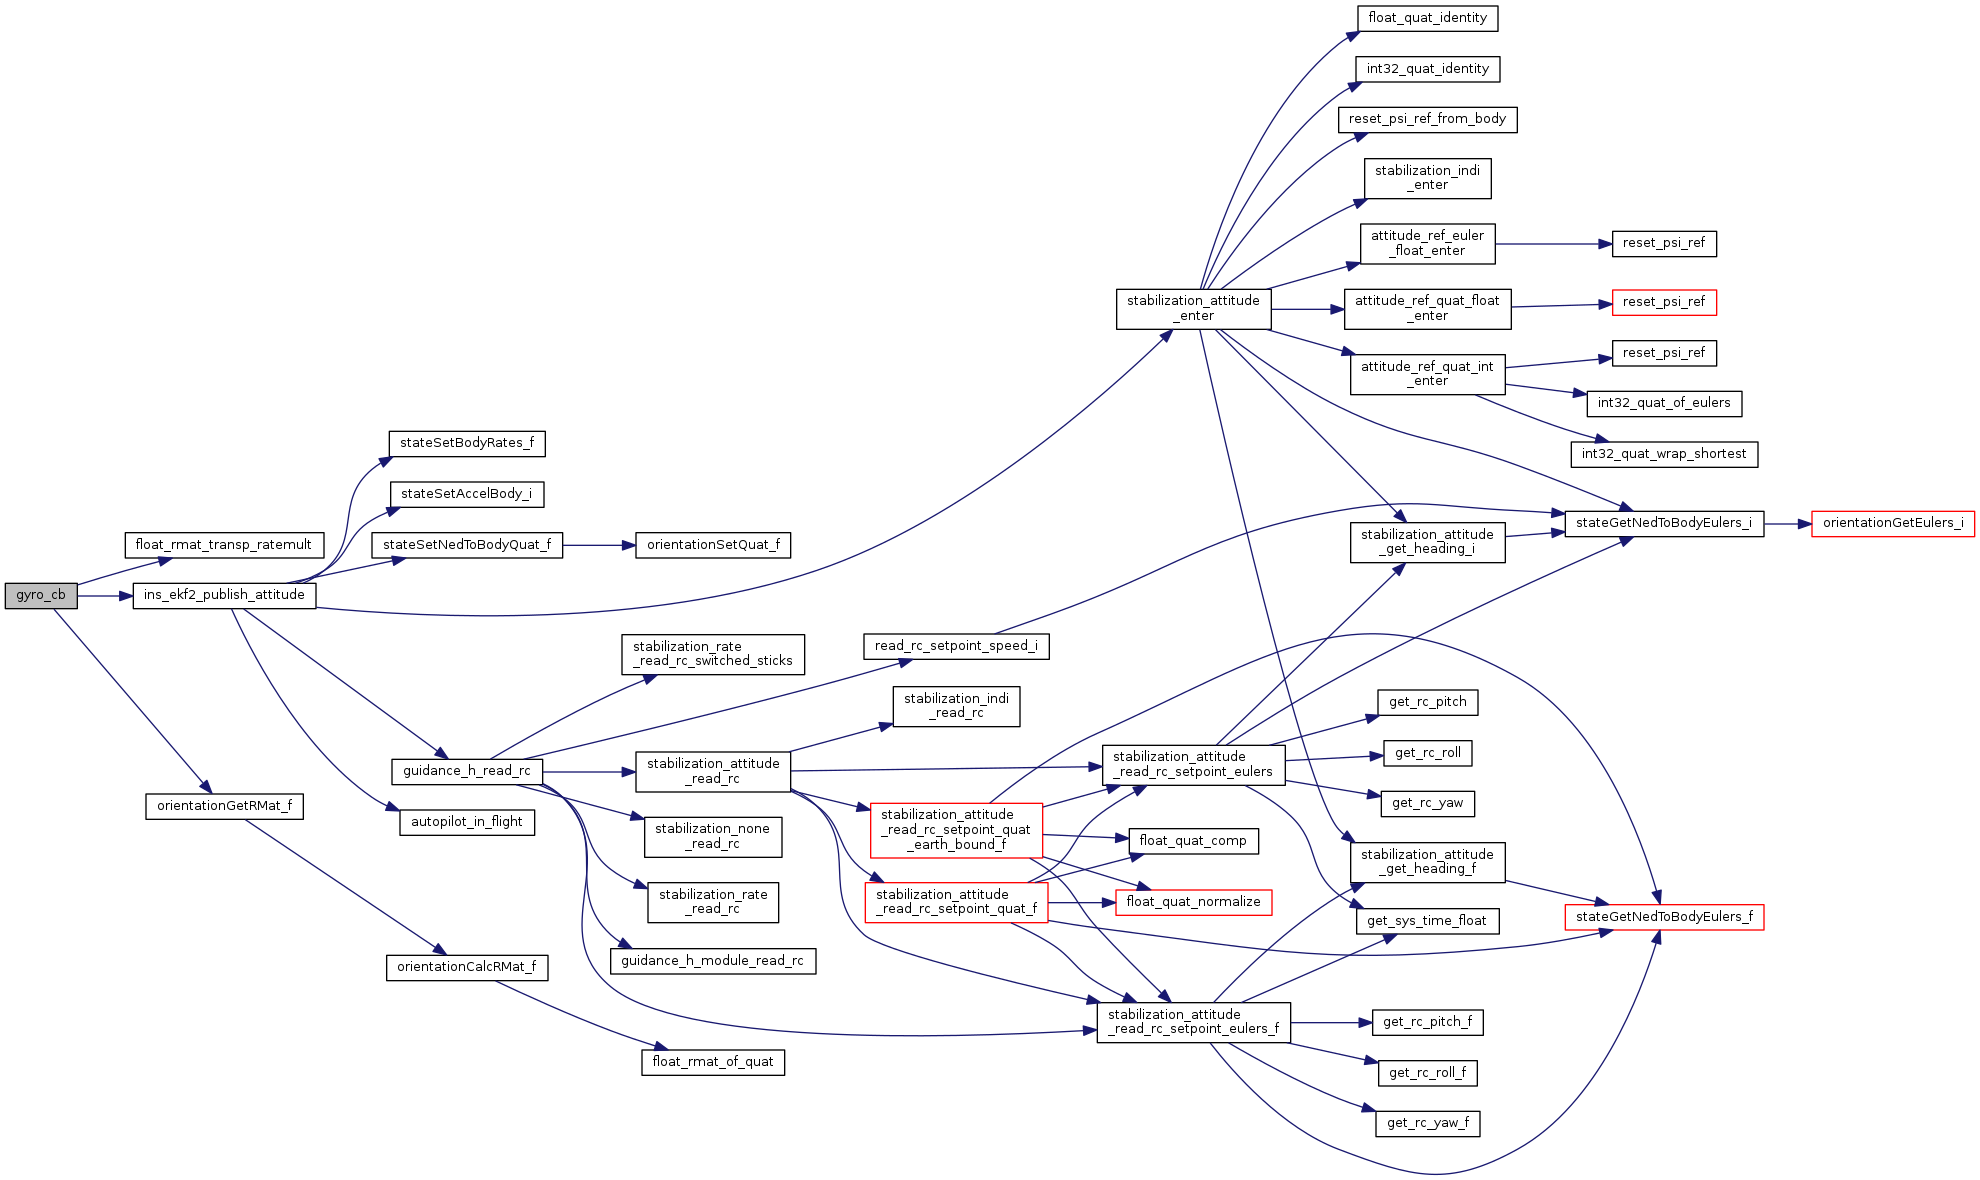 gyro_cb
float_rmat_transp_ratemult
ins_ekf2_publish_attitude
orientationGetRMat_f
stateSetBodyRates_f
stateSetAccelBody_i
stateSetNedToBodyQuat_f
guidance_h_read_rc
autopilot_in_flight
orientationCalcRMat_f
orientationSetQuat_f
stabilization_rate
_read_rc_switched_sticks
stabilization_attitude
_read_rc
stabilization_none
_read_rc
stabilization_rate
_read_rc
guidance_h_module_read_rc
float_rmat_of_quat
read_rc_setpoint_speed_i
stabilization_indi
_read_rc
stabilization_attitude
_read_rc_setpoint_quat
_earth_bound_f
stabilization_attitude
_read_rc_setpoint_quat_f
stabilization_attitude
_enter
stabilization_attitude
_read_rc_setpoint_eulers
float_quat_comp
float_quat_normalize
stabilization_attitude
_read_rc_setpoint_eulers_f
float_quat_identity
int32_quat_identity
reset_psi_ref_from_body
stabilization_indi
_enter
attitude_ref_euler
_float_enter
attitude_ref_quat_float
_enter
attitude_ref_quat_int
_enter
stabilization_attitude
_get_heading_i
get_rc_pitch
get_rc_roll
get_rc_yaw
stabilization_attitude
_get_heading_f
get_sys_time_float
get_rc_pitch_f
get_rc_roll_f
get_rc_yaw_f
reset_psi_ref
reset_psi_ref
reset_psi_ref
int32_quat_of_eulers
int32_quat_wrap_shortest
stateGetNedToBodyEulers_i
stateGetNedToBodyEulers_f
orientationGetEulers_i